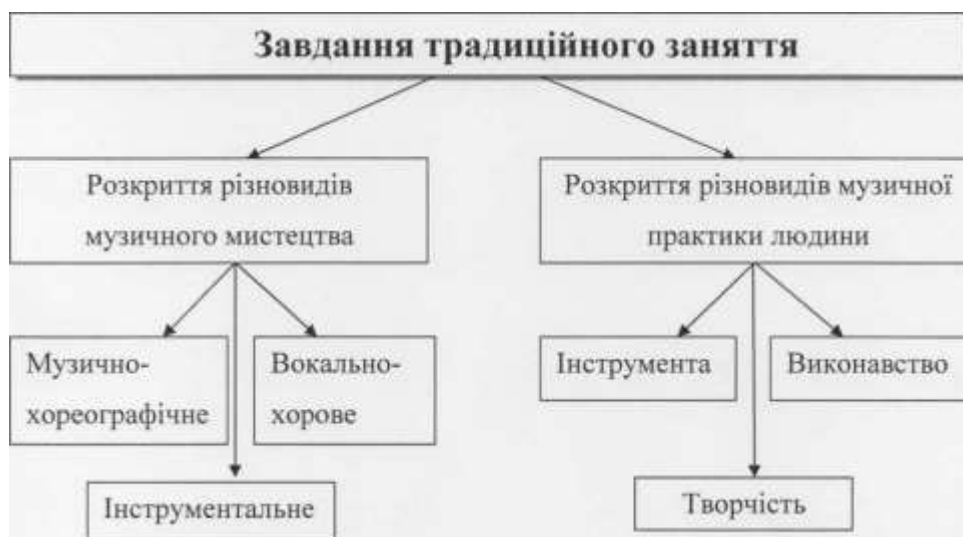 Завдання традиційного заняття
Розкриття різновидів
музичного мистецтва
Розкриття різновидів музичної
практики людини
Музично-
хореографічне
Вокально-
хорове
Інструмента
Виконавство
Інструментальне
Творчість